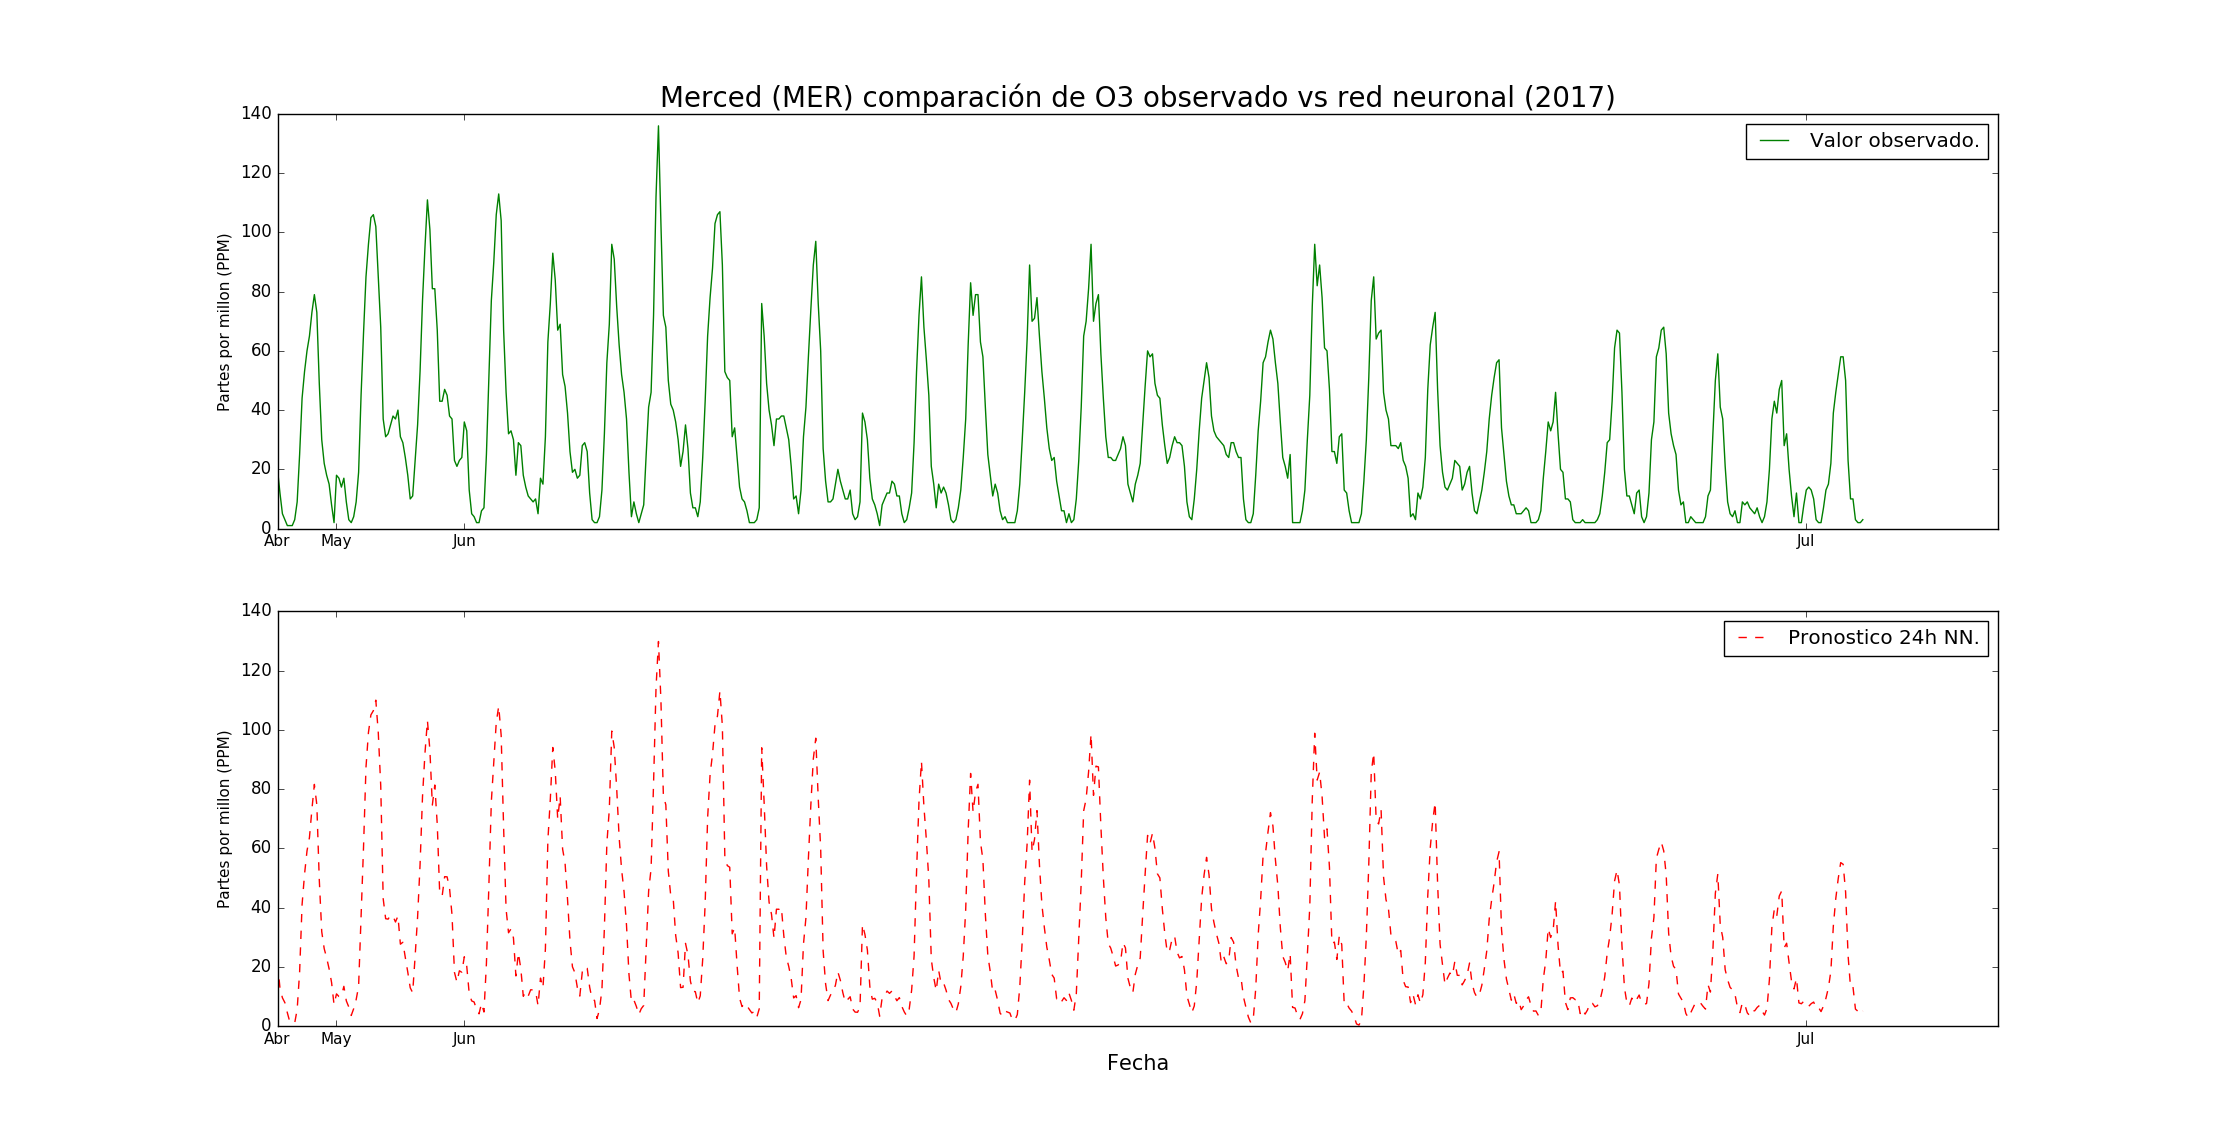 Merced (MER) comparación de O3 observado vs red neuronal (2017)
140
120
100
80
60
40
20
0
Partes por millon (PPM)
Valor observado.
Abr May Jun Jul
140
120
100
80
60
40
20
0
Partes por millon (PPM)
Pronostico 24h NN.
Abr May Jun Jul
Fecha